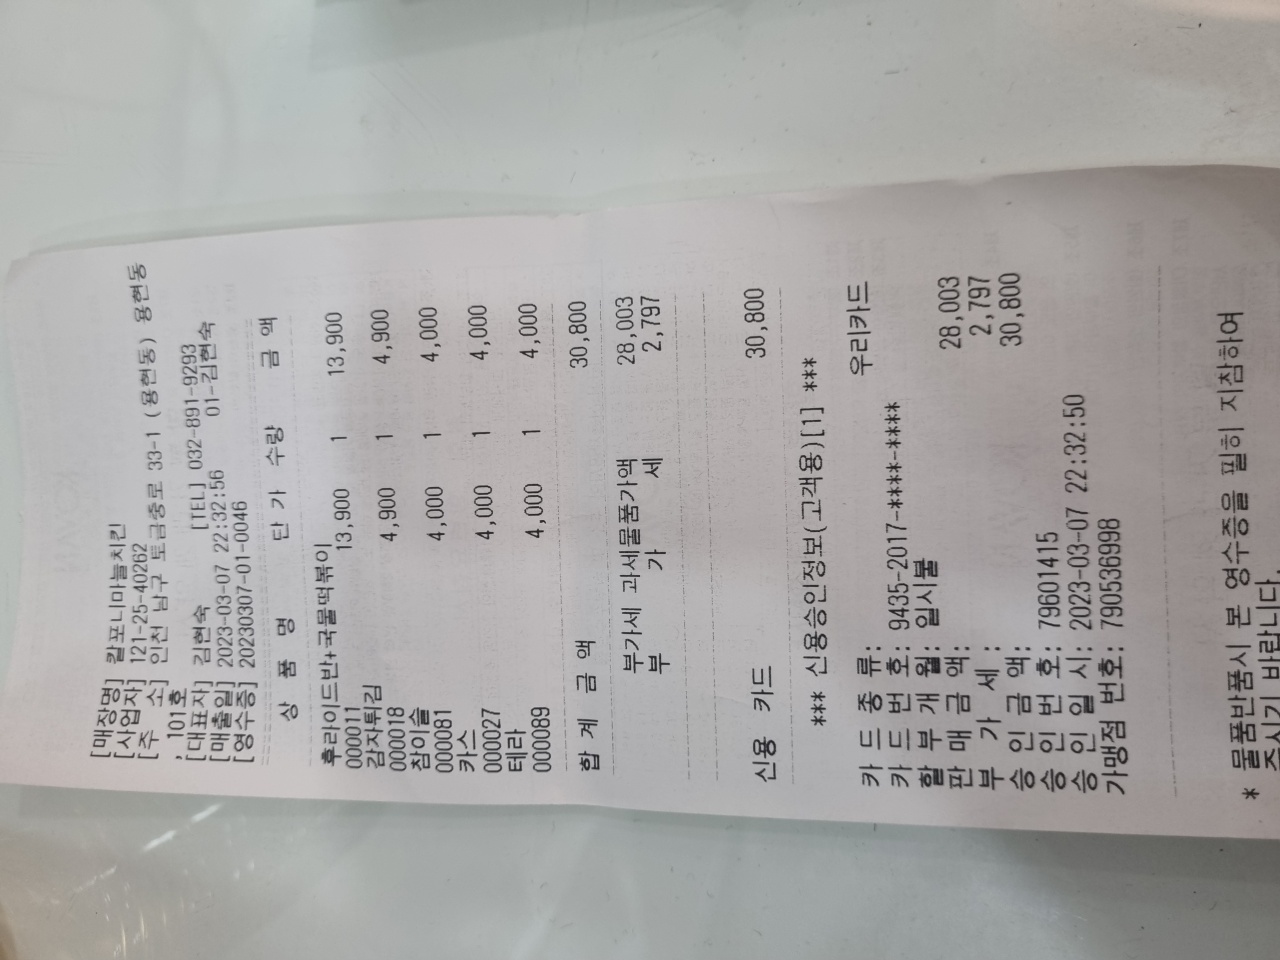 [매장명] 칼포니마늘치킨
[사업자] 121-25-40262
[주 소] 인천 남구 토금중로 33-1 (용현동) 용현동
, 101호
[대표자] 김현숙 [TEL] 032-891-9293
[매출일] 2023-03-07 22:32:56 01-김현숙
[영수증] 20230307-01-0046
상 품 명 단 가 수량 금 액
후라이드반+국물떡볶이
000011 13,900 1 13,900
감자튀김
000018 4,900 1 4,900
참이슬
000081 4,000 1 4,000
카스
000027 4,000 1 4,000
테라
000089 4,000 1 4,000
합 계 금 액 30,800
부가세 과세물품가액 28,003
부 가 세 2,797
신용 카드 30,800
*** 신용승인정보(고객용)[1] ***
카 드 종 류: 우리카드
카 드 번 호: 9435-2017-****-****
할 부 개 월: 일시불
판 매 금 액: 28,003
부 가 세 : 2,797
승 인 금 액: 30,800
승 인 번 호: 79601415
승 인 일 시: 2023-03-07 22:32:50
가맹점 번호: 790536998
* 물품반품시 본 영수증을 필히 지참하여
주시기 바랍니다.